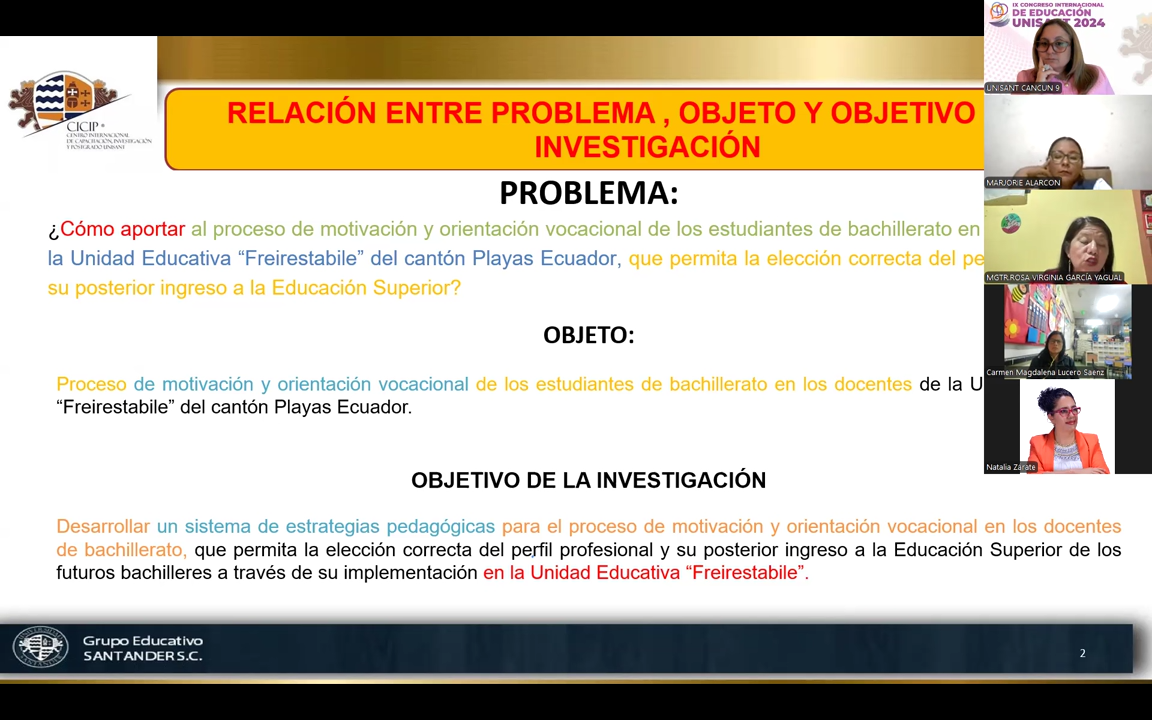 IX CONGRESO INTERNACIONAL
DE EDUCACIÓN
UNISANT 2024
UNISANT CANCUN 9
MARJORIE ALARCON
MGTR.ROSA VIRGINIA GARCÍA YAGUAL
Carmen Magdalena Lucero Saenz
Natalia Zárate
CICIP ®
CENTRO INTERNACIONAL
DE CAPACITACIÓN, INVESTIGACIÓN
Y POSTGRADO UNISANT
RELACIÓN ENTRE PROBLEMA , OBJETO Y OBJETIVO
INVESTIGACIÓN
PROBLEMA:
¿Cómo aportar al proceso de motivación y orientación vocacional de los estudiantes de bachillerato en
la Unidad Educativa “Freirestabile” del cantón Playas Ecuador, que permita la elección correcta del pe
su posterior ingreso a la Educación Superior?
OBJETO:
Proceso de motivación y orientación vocacional de los estudiantes de bachillerato en los docentes de la U
“Freirestabile” del cantón Playas Ecuador.
OBJETIVO DE LA INVESTIGACIÓN
Desarrollar un sistema de estrategias pedagógicas para el proceso de motivación y orientación vocacional en los docentes
de bachillerato, que permita la elección correcta del perfil profesional y su posterior ingreso a la Educación Superior de los
futuros bachilleres a través de su implementación en la Unidad Educativa “Freirestabile”.
Grupo Educativo
SANTANDER S.C.
2